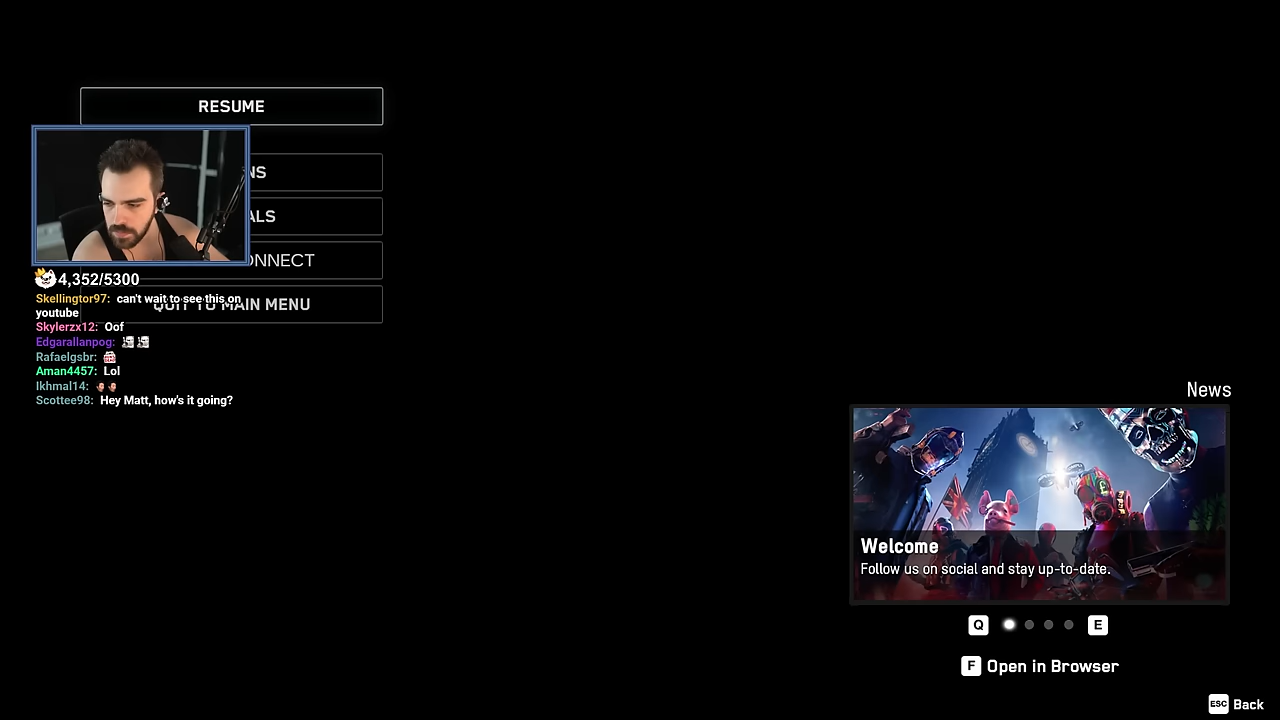 RESUME
NS
ALS
ONNECT
QUIT TO MAIN MENU
4,352/5300
Skellingtor97: can't wait to see this on
youtube
Skylerzx12: Oof
Edgarallanpog:
Rafaelgsbr:
Aman4457: Lol
Ikhmal14:
Scottee98: Hey Matt, how's it going?
News
Welcome
Follow us on social and stay up-to-date.
Q E
F Open in Browser
ESC Back